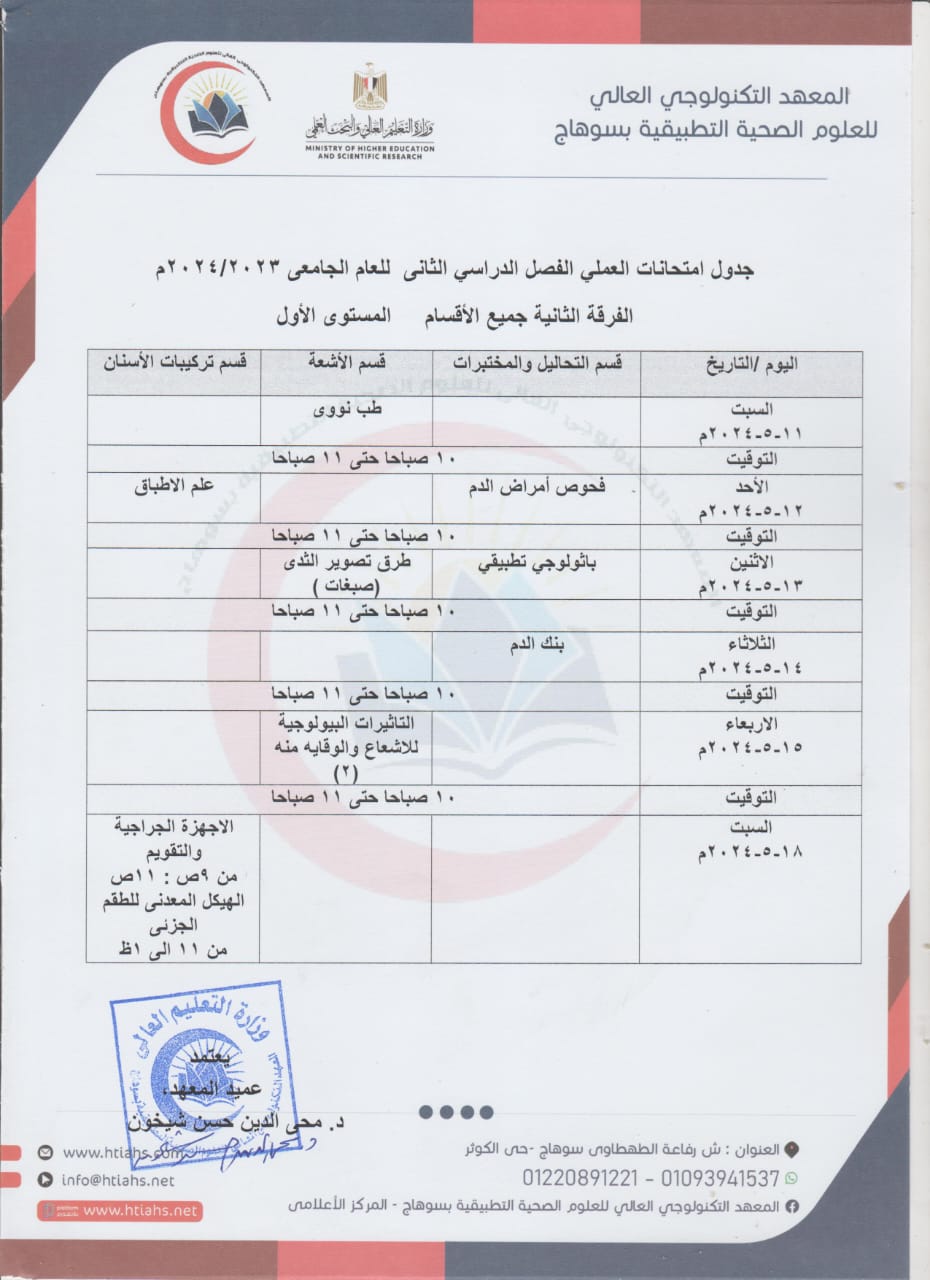 المعهد التكنولوجي العالي
للعلوم الصحية التطبيقية بسوهاج
وزارة التعليم العالي والبحث العلمي
MINISTRY OF HIGHER EDUCATION
AND SCIENTIFIC RESEARCH
جدول امتحانات العملي الفصل الدراسي الثانى للعام الجامعى ٢٠٢٤/٢٠٢٣م
الفرقة الثانية جميع الأقسام المستوى الأول
اليوم /التاريخ قسم التحاليل والمختبرات قسم الأشعة قسم تركيبات الأسنان
السبت طب نووى
١١-٥-٢٠٢٤م
التوقيت ١٠ صباحا حتى ١١ صباحا
الأحد فحوص أمراض الدم علم الاطباق
١٢-٥-٢٠٢٤م
التوقيت ١٠ صباحا حتى ١١ صباحا
الاثنين باثولوجي تطبيقي طرق تصوير الثدى
١٣-٥-٢٠٢٤م (صبغات )
التوقيت ١٠ صباحا حتى ١١ صباحا
الثلاثاء بنك الدم
١٤-٥-٢٠٢٤م
التوقيت ١٠ صباحا حتى ١١ صباحا
الاربعاء التاثيرات البيولوجية
١٥-٥-٢٠٢٤م للاشعاع والوقايه منه
(٢)
التوقيت ١٠ صباحا حتى ١١ صباحا
السبت الاجهزة الجراجية
١٨-٥-٢٠٢٤م والتقويم
من ٩ص : ١١ص
الهيكل المعدنى للطقم
الجزئى
من ١١ الى ١ظ
وزارة التعليم العالى
يعتمد
عميد المعهد،
د. محى الدين حسن شيخون
العنوان : ش رفاعة الطهطاوى سوهاج -حى الكوثر
01220891221 - 01093941537
المعهد التكنولوجي العالي للعلوم الصحية التطبيقية بسوهاج - المركز الأعلامى
www.htiahs.com
info@htiahs.net
www.htiahs.net